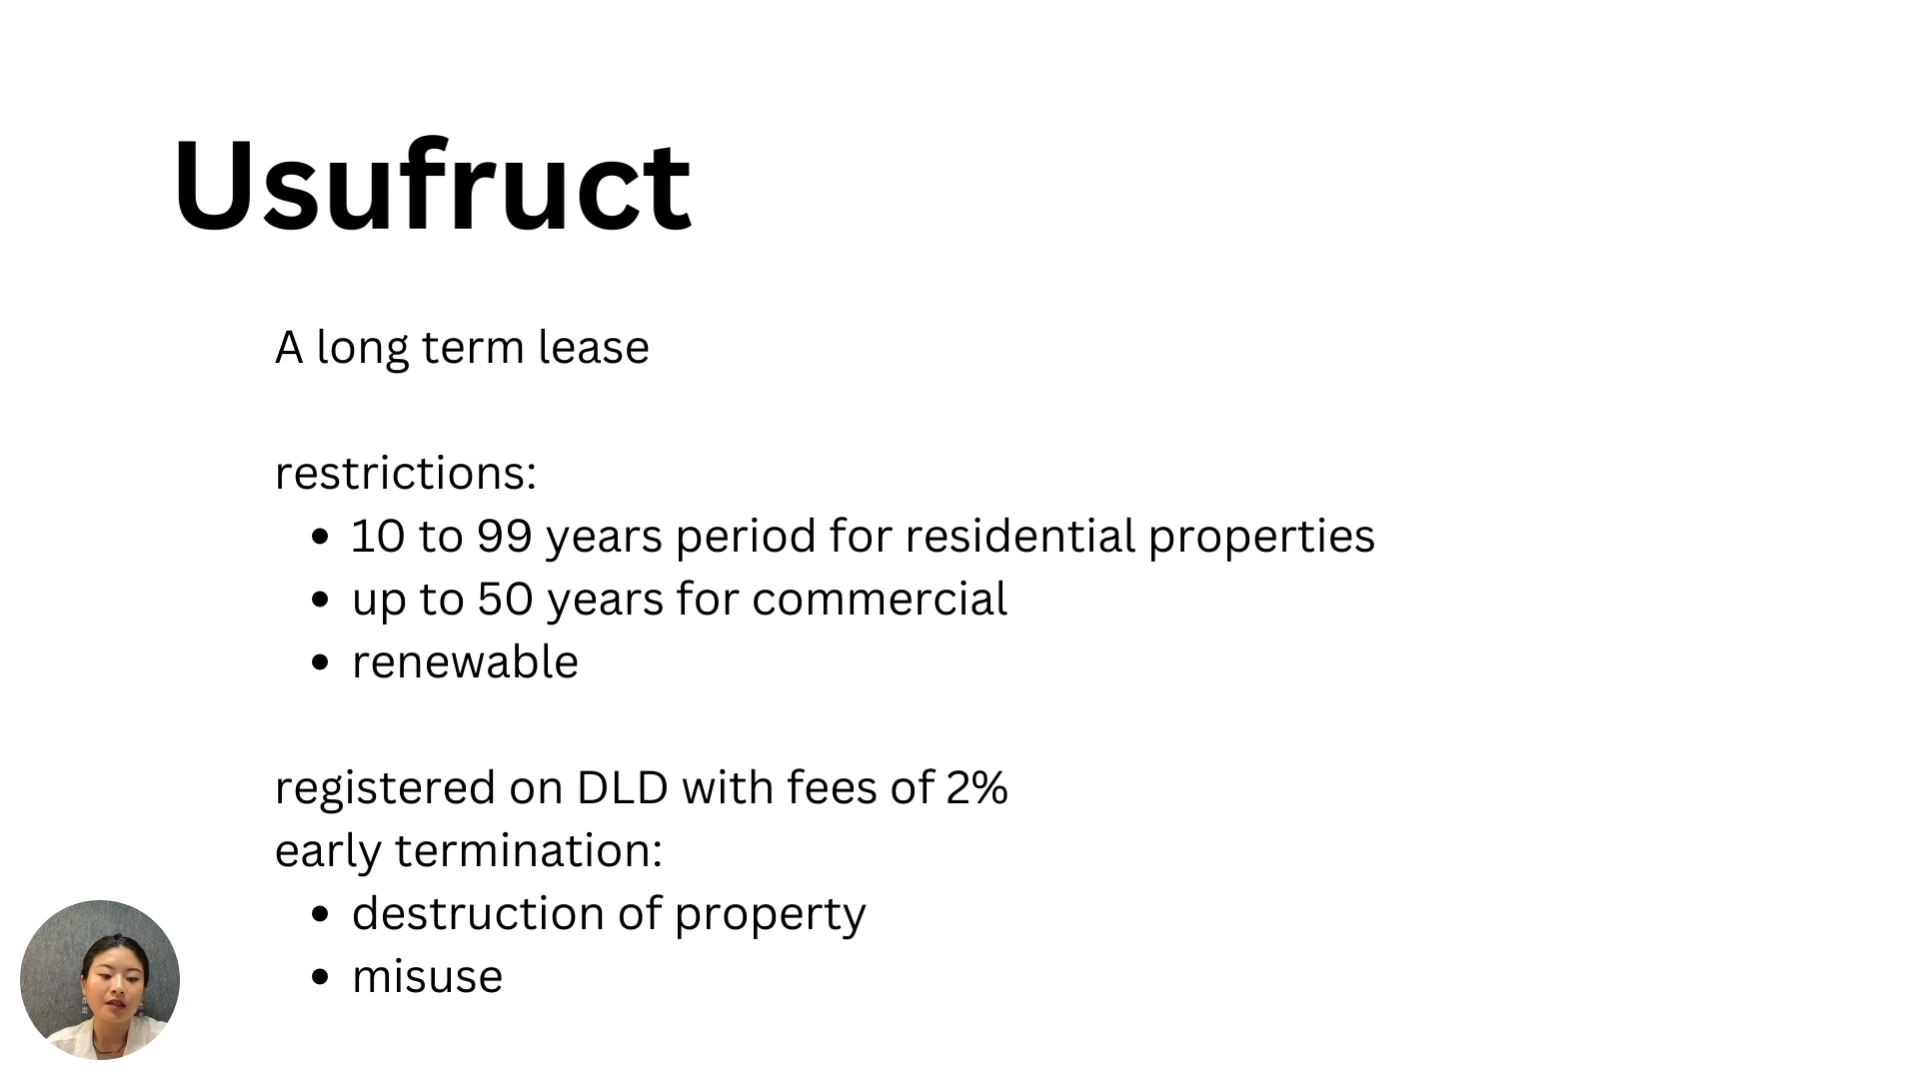 Usufruct
A long term lease
restrictions:
• 10 to 99 years period for residential properties
• up to 50 years for commercial
• renewable
registered on DLD with fees of 2%
early termination:
• destruction of property
• misuse